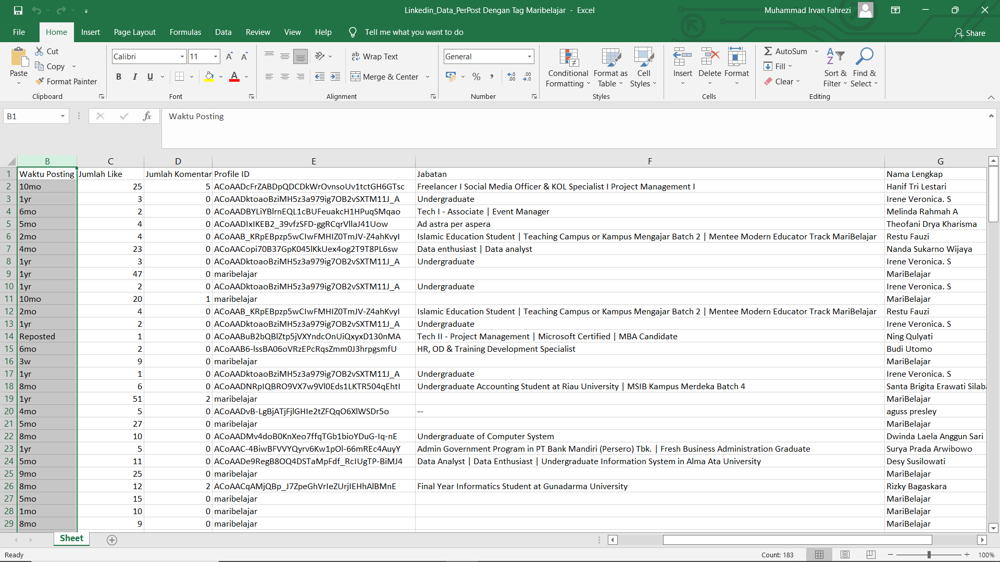 Linkedin_Data_PerPost Dengan Tag Maribelajar - Excel
Muhammad Irvan Fahrezi
File Home Insert Page Layout Formulas Data Review View Help Tell me what you want to do Share
Paste Cut Copy Format Painter Clipboard
Calibri 11 B I U A Font
ab Wrap Text Merge & Center Alignment
General % , Number
Conditional Formatting Format as Table Cell Styles Styles
Insert Delete Format Cells
AutoSum Fill Clear Sort & Filter Find & Select Editing
B1 fx Waktu Posting
B C D E F G
1 Waktu Posting Jumlah Like Jumlah Komentar Profile ID Jabatan Nama Lengkap
2 10mo 25 5 ACoAADcFrZABDpQDCDkWrOvnsoUv1tctGH6GTsc Freelancer I Social Media Officer & KOL Specialist I Project Management I Hanif Tri Lestari
3 1yr 3 0 ACoAADktoaoBziMH5z3a979ig7OB2vSXTM11J_A Undergraduate Irene Veronica. S
4 6mo 2 0 ACoAADBYLiYBlrnEQL1cBUFeuakcH1HPuqSMqao Tech I - Associate | Event Manager Melinda Rahmah A
5 5mo 4 0 ACoAADIxIKEB2_39vfzSFD-ggRCqrVllaJ41Uow Ad astra per aspera Theofani Drya Kharisma
6 2mo 4 0 ACoAAB_KRpEBpzp5wCIwFMHIZ0TmJV-Z4ahKvyI Islamic Education Student | Teaching Campus or Kampus Mengajar Batch 2 | Mentee Modern Educator Track MariBelajar Restu Fauzi
7 4mo 23 0 ACoAACopi70B37GpK045lKkUex4og2T9T8PL6sw Data enthusiast | Data analyst Nanda Sukarno Wijaya
8 1yr 3 0 ACoAADktoaoBziMH5z3a979ig7OB2vSXTM11J_A Undergraduate Irene Veronica. S
9 1yr 47 0 maribelajar MariBelajar
10 1yr 2 0 ACoAADktoaoBziMH5z3a979ig7OB2vSXTM11J_A Undergraduate Irene Veronica. S
11 10mo 20 1 maribelajar MariBelajar
12 2mo 4 0 ACoAAB_KRpEBpzp5wCIwFMHIZ0TmJV-Z4ahKvyI Islamic Education Student | Teaching Campus or Kampus Mengajar Batch 2 | Mentee Modern Educator Track MariBelajar Restu Fauzi
13 1yr 2 0 ACoAADktoaoBziMH5z3a979ig7OB2vSXTM11J_A Undergraduate Irene Veronica. S
14 Reposted 1 0 ACoAABuB2bQBlZtp5jVXYndcOnUiQxyxD130nMA Tech II - Project Management | Microsoft Certified | MBA Candidate Ning Qulyati
15 6mo 2 0 ACoAAB6-lssBA06oVRzEPcRqsZmm0J3hrpgsmfU HR, OD & Training Development Specialist Budi Utomo
16 3w 9 0 maribelajar MariBelajar
17 1yr 1 0 ACoAADktoaoBziMH5z3a979ig7OB2vSXTM11J_A Undergraduate Irene Veronica. S
18 8mo 6 0 ACoAADNRpIQBRO9VX7w9Vl0Eds1LKTR504qEhtI Undergraduate Accounting Student at Riau University | MSIB Kampus Merdeka Batch 4 Santa Brigita Erawati Silaba
19 1yr 51 2 maribelajar MariBelajar
20 4mo 5 0 ACoAADvB-LgBjATjFjlGHIe2tZFQqO6XlWSDr5o -- aguss presley
21 5mo 27 0 maribelajar MariBelajar
22 8mo 10 0 ACoAADMv4doB0KnXeo7ffqTGb1bioYDuG-Iq-nE Undergraduate of Computer System Dwinda Laela Anggun Sari
23 1yr 5 0 ACoAAC-4BiwBFVVYQyrv6Kw1pOl-66mREc4AuyY Admin Government Program in PT Bank Mandiri (Persero) Tbk. | Fresh Business Administration Graduate Surya Prada Arwibowo
24 5mo 11 0 ACoAADe9RegB8OQ4DSTaMpFdf_RcIUgTP-BiMJ4 Data Analyst | Data Enthusiast | Undergraduate Information System in Alma Ata University Desy Susilowati
25 9mo 25 0 maribelajar MariBelajar
26 8mo 12 2 ACoAACqAMjQBp_J7ZpeGhVrIeZUrjIEHhAlBMnE Final Year Informatics Student at Gunadarma University Rizky Bagaskara
27 5mo 15 0 maribelajar MariBelajar
28 1mo 10 0 maribelajar MariBelajar
29 8mo 9 0 maribelajar MariBelajar
Sheet
Ready Count: 183 100%